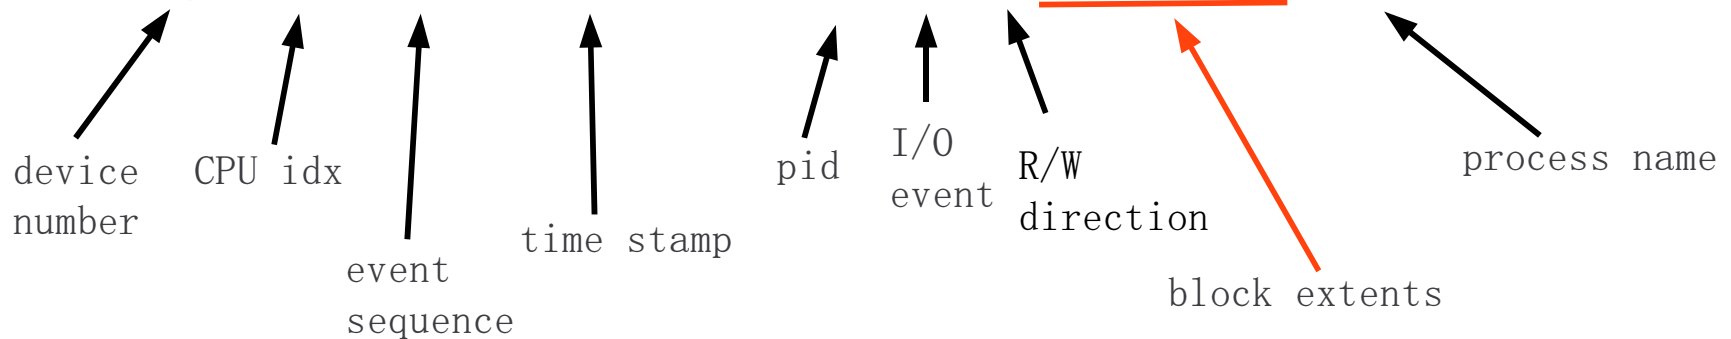 device
number
CPU idx
event
sequence
time stamp
pid
I/O
event
R/W
direction
block extents
process name